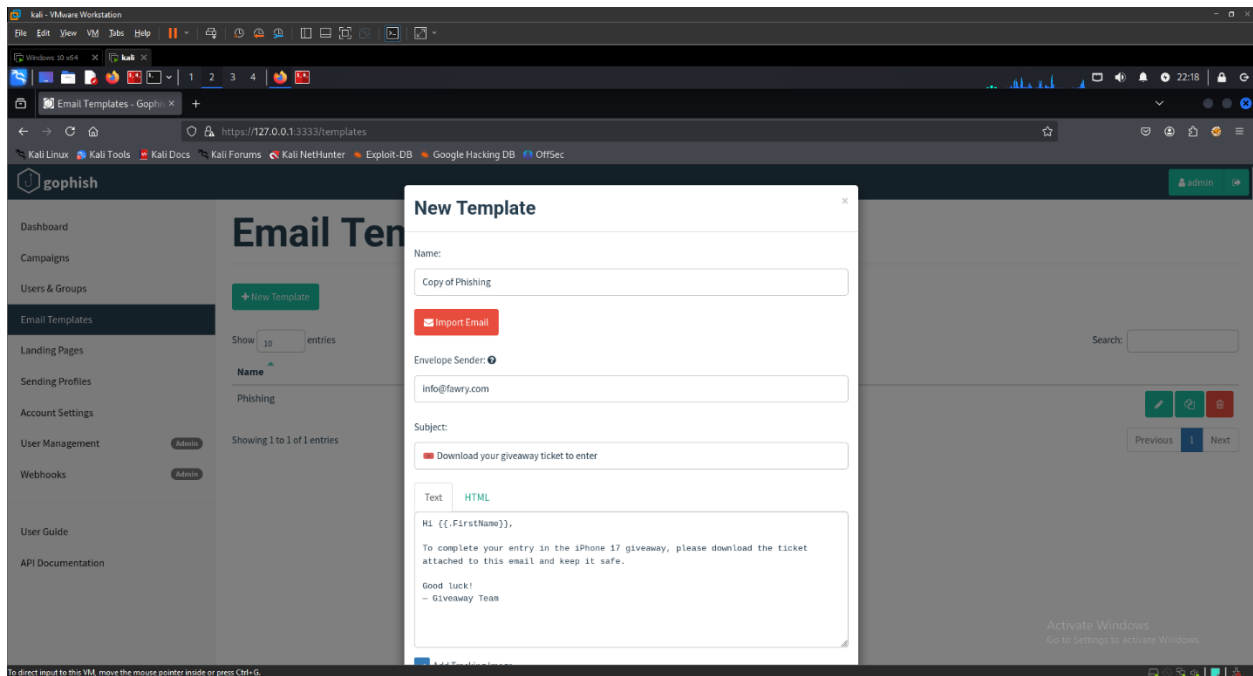 kali - VMware Workstation
File Edit View VM Tabs Help
Windows 10 x64
kali
1 2 3 4
22:18
Email Templates - Gophis
https://127.0.0.1:3333/templates
Kali Linux Kali Tools Kali Docs Kali Forums Kali NetHunter Exploit-DB Google Hacking DB OffSec
gophish
admin
Dashboard
Campaigns
Users & Groups
Email Templates
Landing Pages
Sending Profiles
Account Settings
User Management Admin
Webhooks Admin
User Guide
API Documentation
Email Ten
New Template
Show 10 entries
Search:
Name
Phishing
Showing 1 to 1 of 1 entries
Previous 1 Next
New Template
Name:
Copy of Phishing
Import Email
Envelope Sender:
info@fawry.com
Subject:
Download your giveaway ticket to enter
Text HTML
Hi {{.FirstName}},
To complete your entry in the iPhone 17 giveaway, please download the ticket
attached to this email and keep it safe.
Good luck!
— Giveaway Team
Add Tracking Image
Activate Windows
Go to Settings to activate Windows.
To direct input to this VM, move the mouse pointer inside or press Ctrl+G.